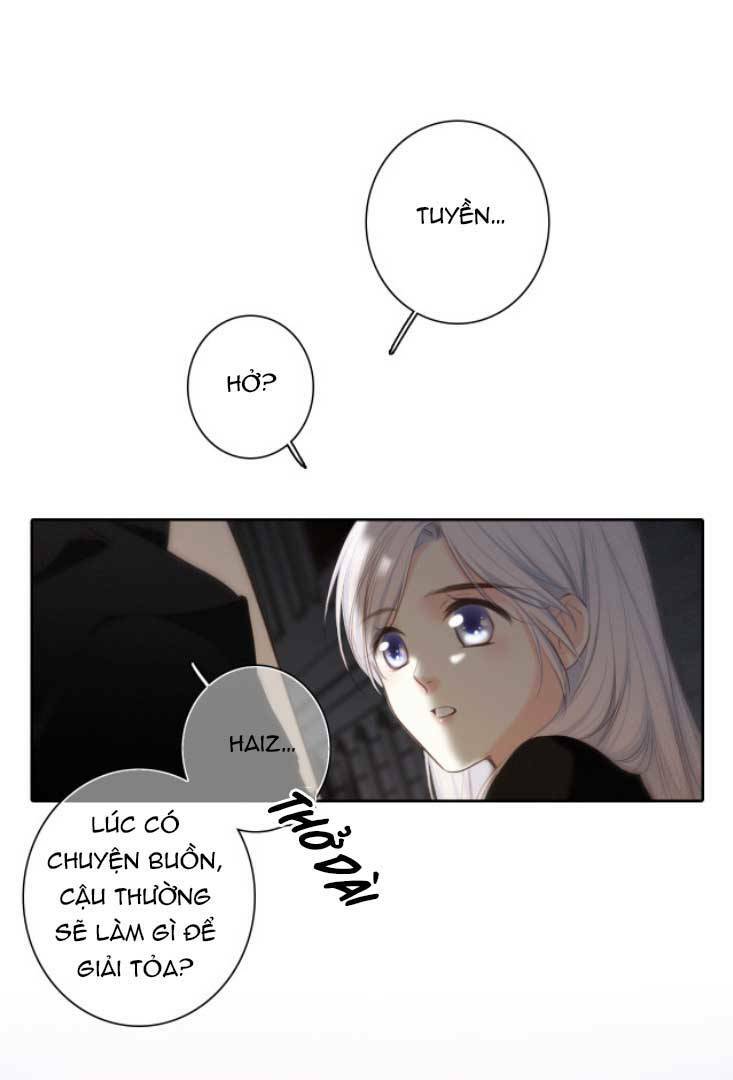 TUYỀN...
HỞ?
HAIZ...
THỞ DÀI
LÚC CÓ
CHUYỆN BUỒN,
CẬU THƯỜNG
SẼ LÀM GÌ ĐỂ
GIẢI TỎA?